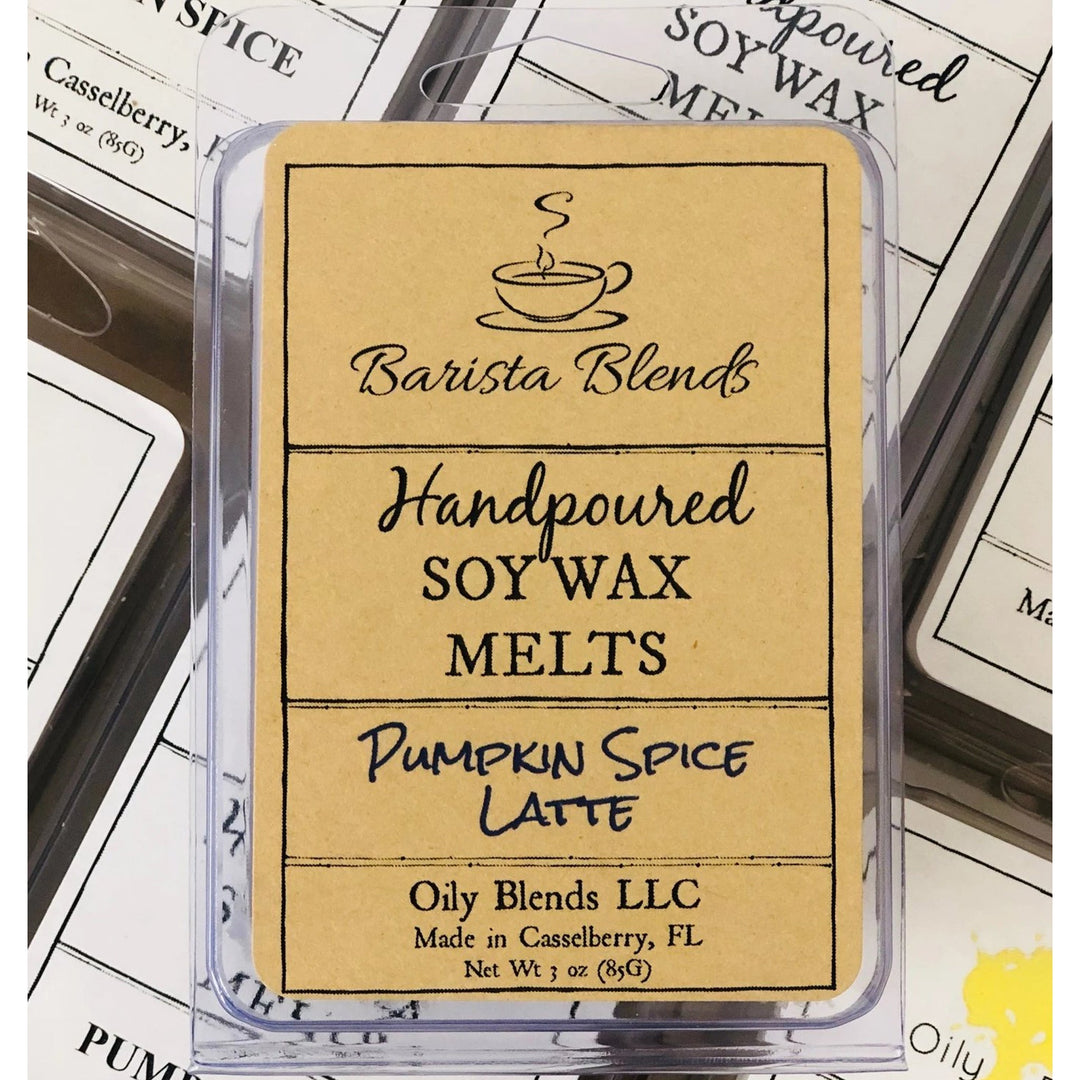 N SPICE
Casselberry,
Wt 3 oz (85G)
dpoured
SOY WAX
Barista Blends
Handpoured
SOY WAX
MELTS
PUMPKIN SPICE
LATTE
Oily Blends LLC
Made in Casselberry, FL
Net Wt 3 oz (85G)
Oily